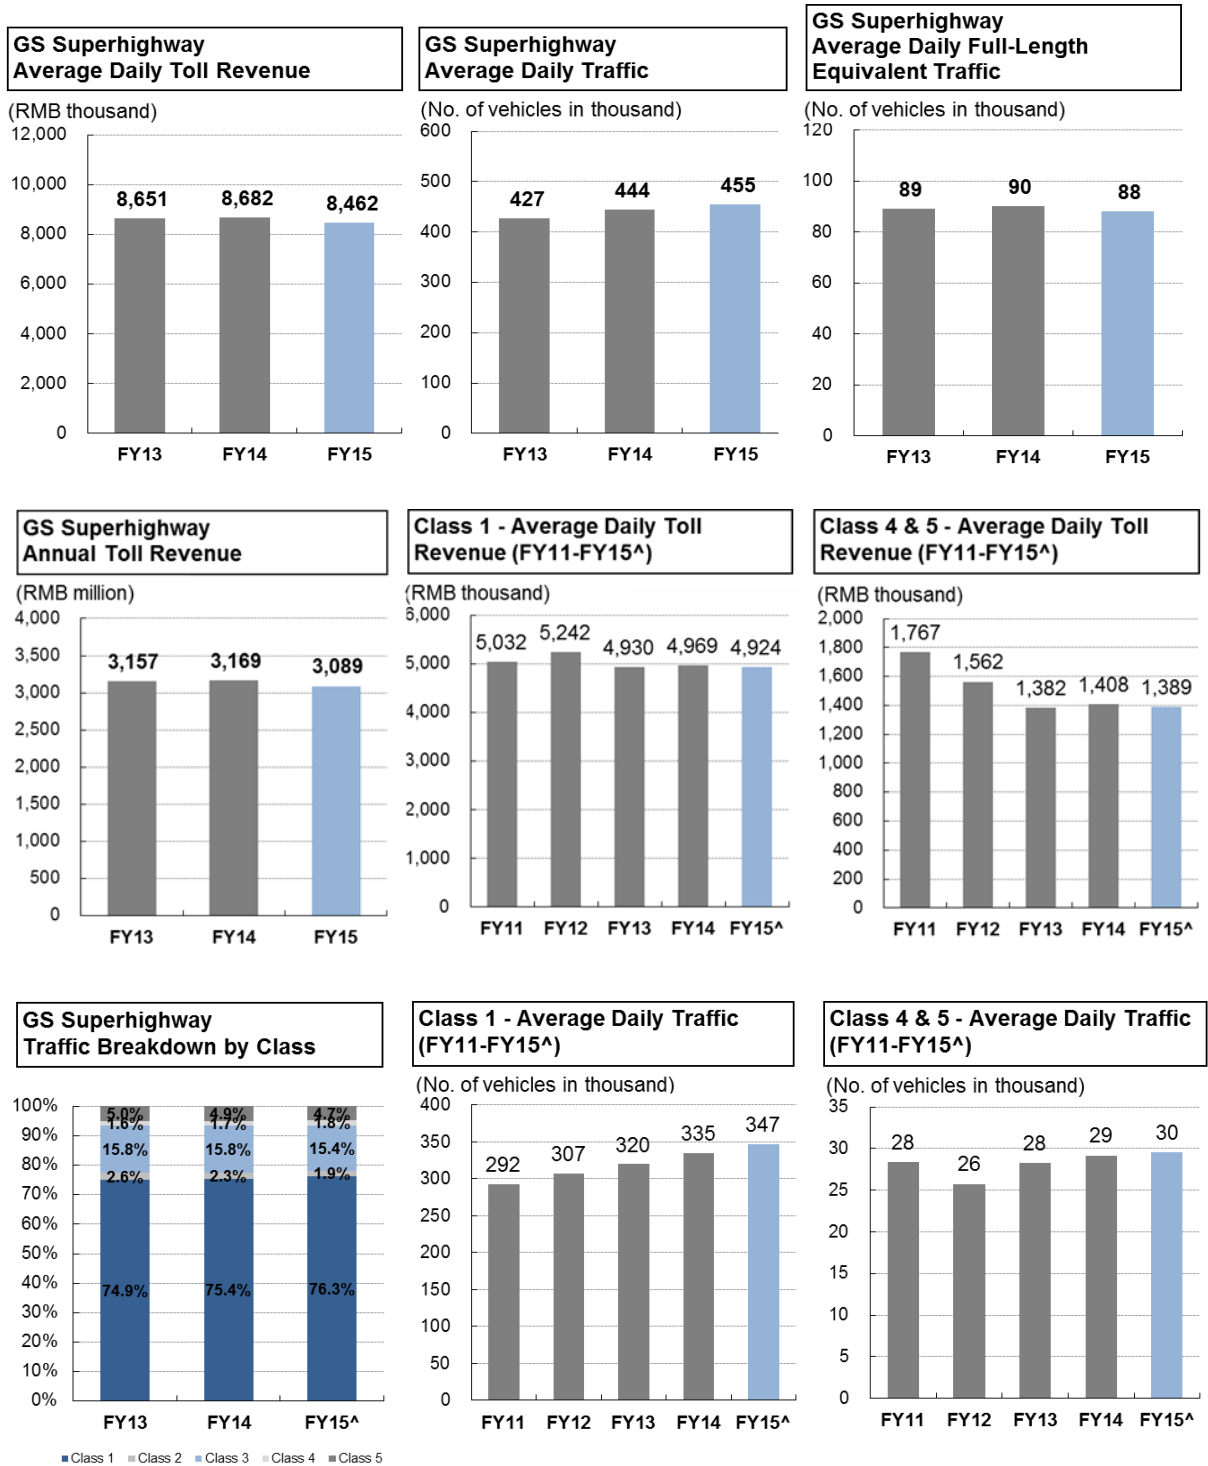 GS Superhighway
Average Daily Toll Revenue
(RMB thousand)
12,000
10,000
8,000
6,000
4,000
2,000
0
8,651
8,682
8,462
FY13
FY14
FY15
GS Superhighway
Average Daily Traffic
(No. of vehicles in thousand)
600
500
400
300
200
100
0
427
444
455
FY13
FY14
FY15
GS Superhighway
Average Daily Full-Length
Equivalent Traffic
(No. of vehicles in thousand)
120
100
80
60
40
20
0
89
90
88
FY13
FY14
FY15
GS Superhighway
Annual Toll Revenue
(RMB million)
4,000
3,500
3,000
2,500
2,000
1,500
1,000
500
0
3,157
3,169
3,089
FY13
FY14
FY15
Class 1 - Average Daily Toll
Revenue (FY11-FY15^)
(RMB thousand)
6,000
5,000
4,000
3,000
2,000
1,000
0
5,032
5,242
4,930
4,969
4,924
FY11
FY12
FY13
FY14
FY15^
Class 4 & 5 - Average Daily Toll
Revenue (FY11-FY15^)
(RMB thousand)
2,000
1,800
1,600
1,400
1,200
1,000
800
600
400
200
0
1,767
1,562
1,382
1,408
1,389
FY11
FY12
FY13
FY14
FY15^
GS Superhighway
Traffic Breakdown by Class
100%
90%
80%
70%
60%
50%
40%
30%
20%
10%
0%
5.0%
4.9%
4.7%
1.6%
1.7%
1.8%
15.8%
15.8%
15.4%
2.6%
2.3%
1.9%
74.9%
75.4%
76.3%
FY13
FY14
FY15^
Class 1
Class 2
Class 3
Class 4
Class 5
Class 1 - Average Daily Traffic
(FY11-FY15^)
(No. of vehicles in thousand)
400
350
300
250
200
150
100
50
0
292
307
320
335
347
FY11
FY12
FY13
FY14
FY15^
Class 4 & 5 - Average Daily Traffic
(FY11-FY15^)
(No. of vehicles in thousand)
35
30
25
20
15
10
5
0
28
26
28
29
30
FY11
FY12
FY13
FY14
FY15^